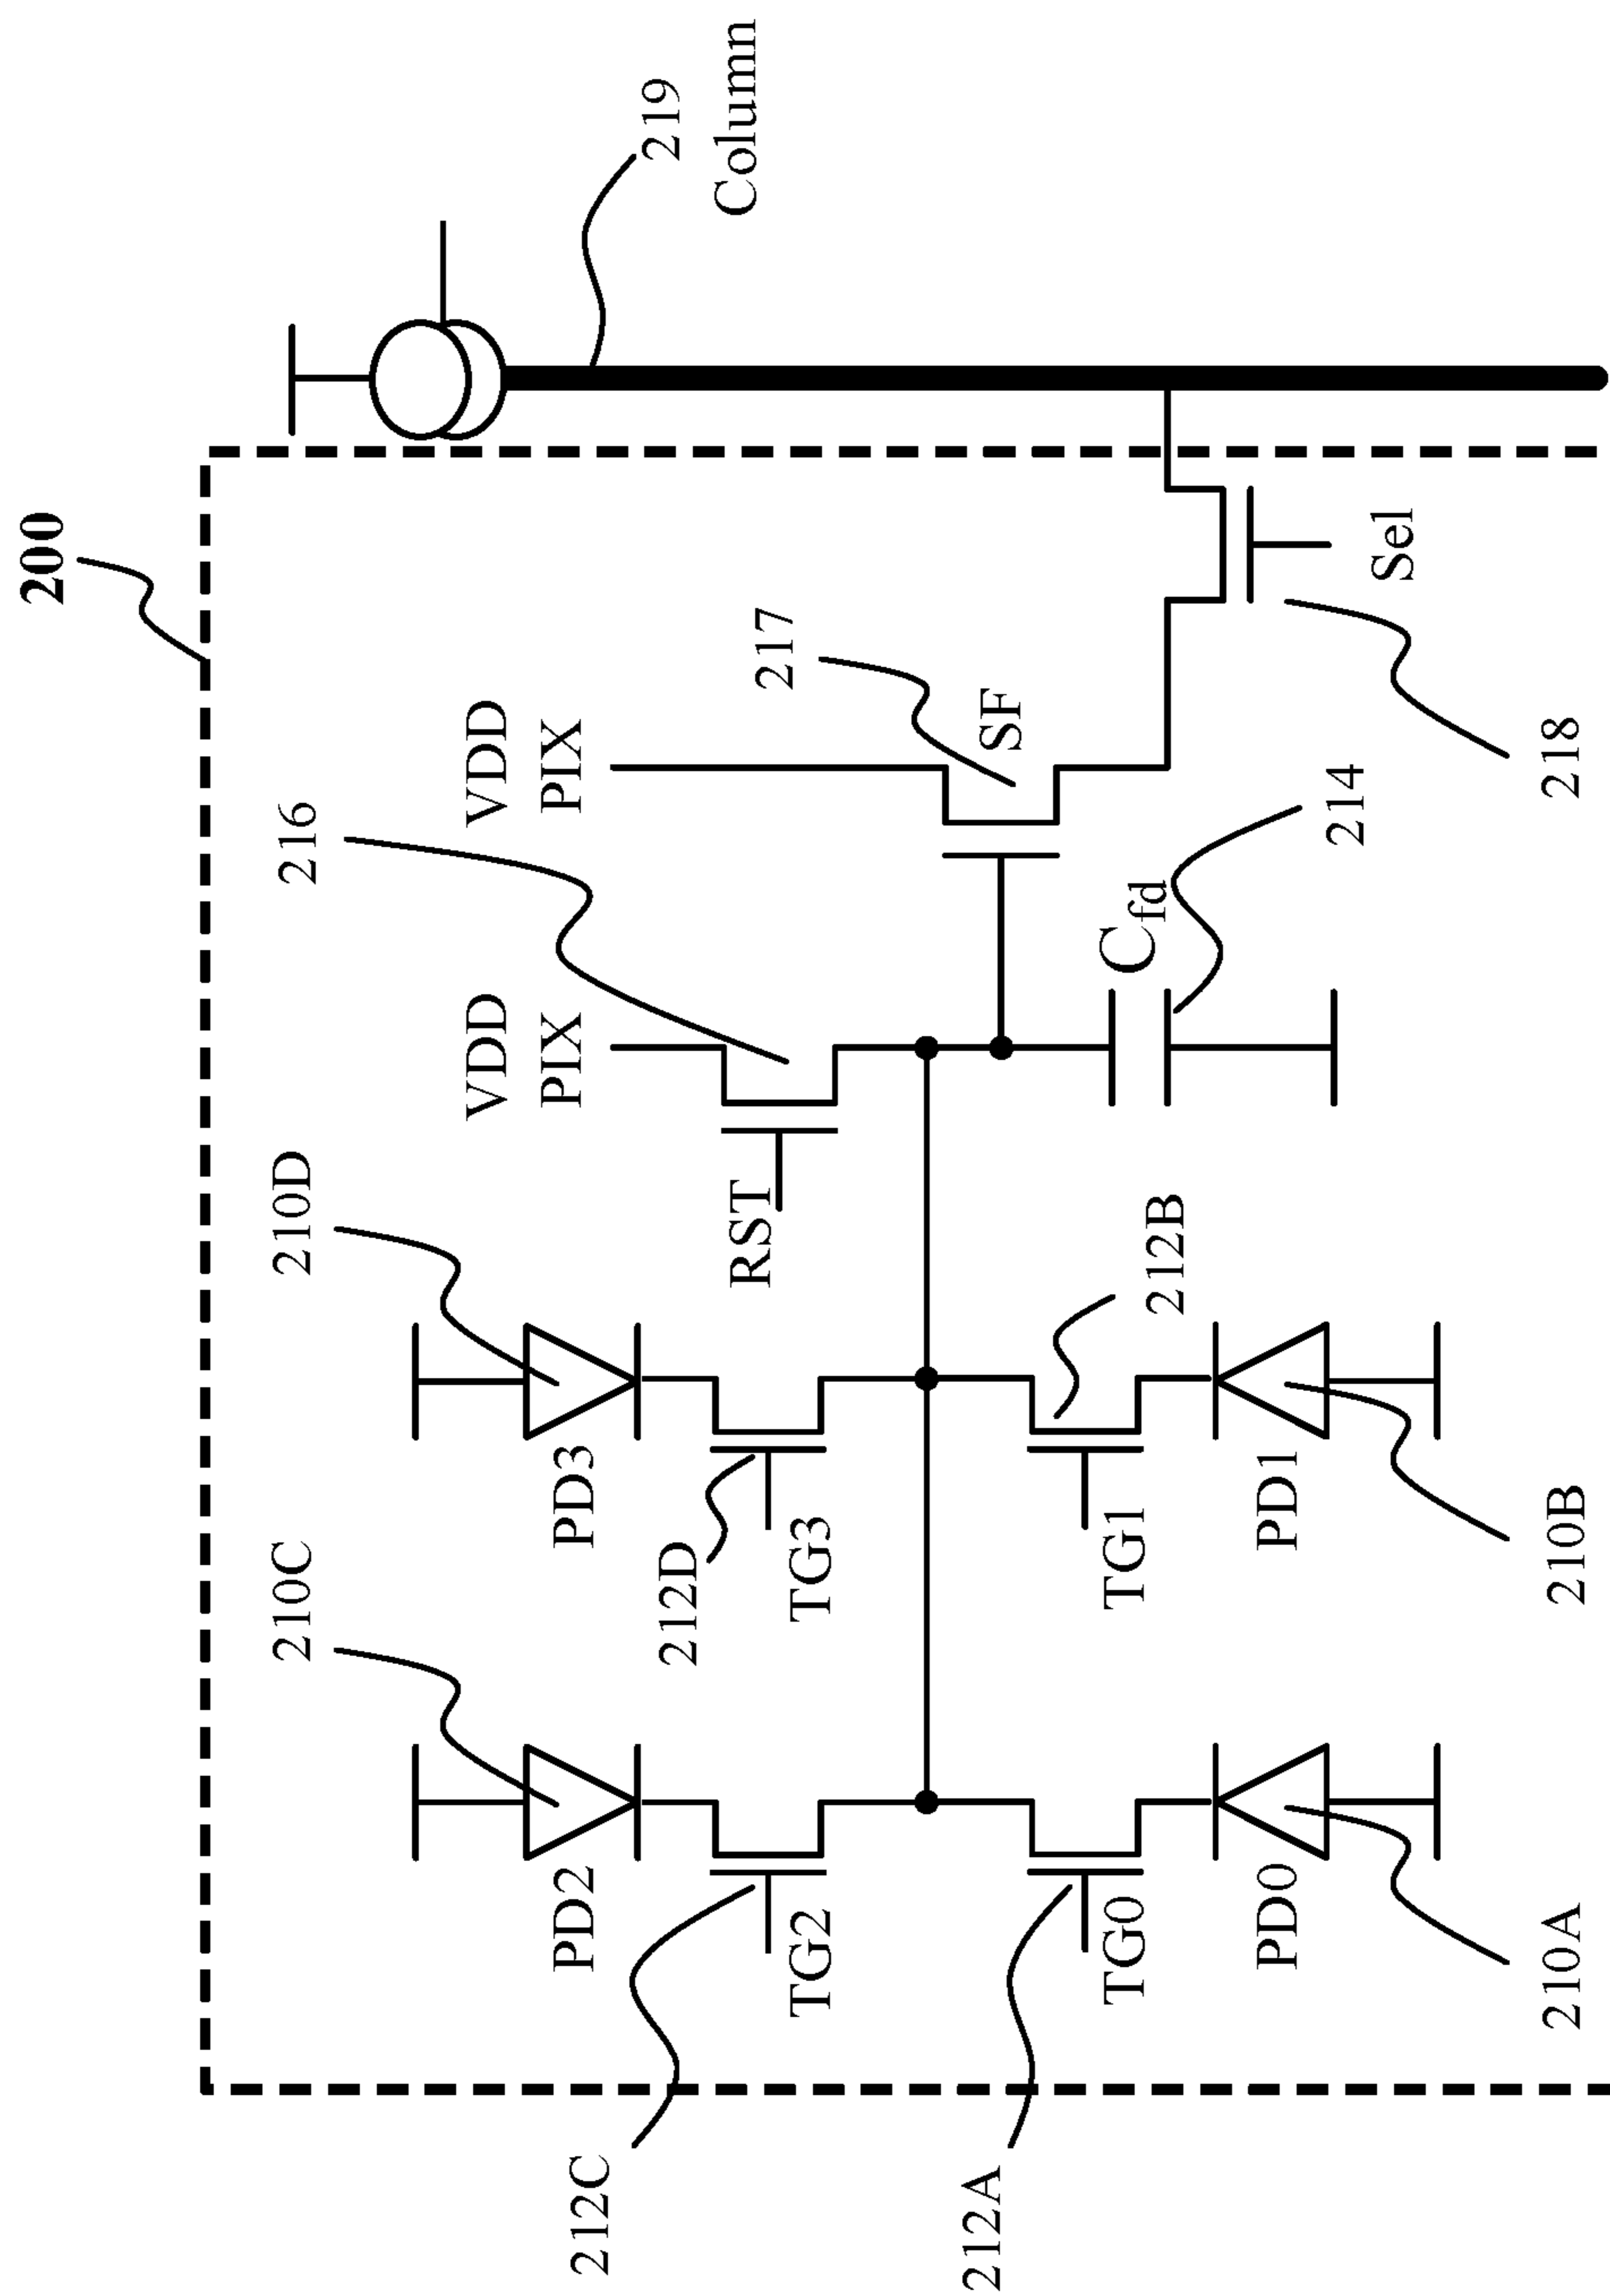 200
210C
210D
216
VDD
PIX
VDD
PIX
212C
PD2
PD3
219
Column
212D
RST
217
TG2
TG3
212A
SF
TG0
TG1
212B
Cfd
PD0
PD1
214
Sel
210A
210B
218